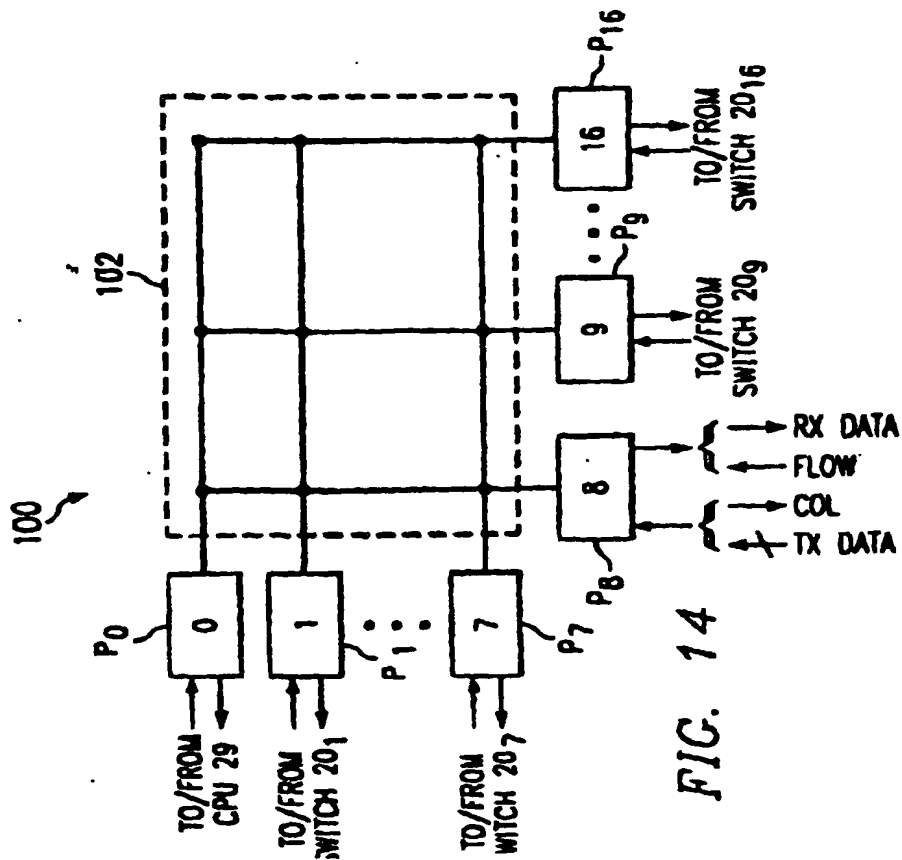 100
102
P0
0
TO/FROM
CPU 29
1
P1
TO/FROM
SWITCH 201
7
P7
TO/FROM
WITCH 207
P8
8
TX DATA
COL
FLOW
RX DATA
9
P9
TO/FROM
SWITCH 209
16
P16
TO/FROM
SWITCH 2016
FIG. 14